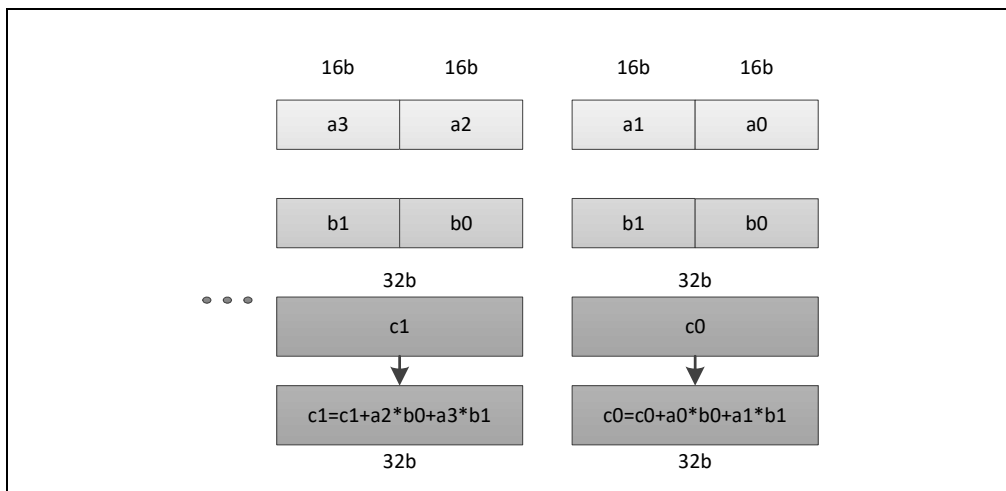 16b 16b 16b 16b
a3 a2 a1 a0
b1 b0 b1 b0
32b 32b
c1 c0
c1=c1+a2*b0+a3*b1 c0=c0+a0*b0+a1*b1
32b 32b